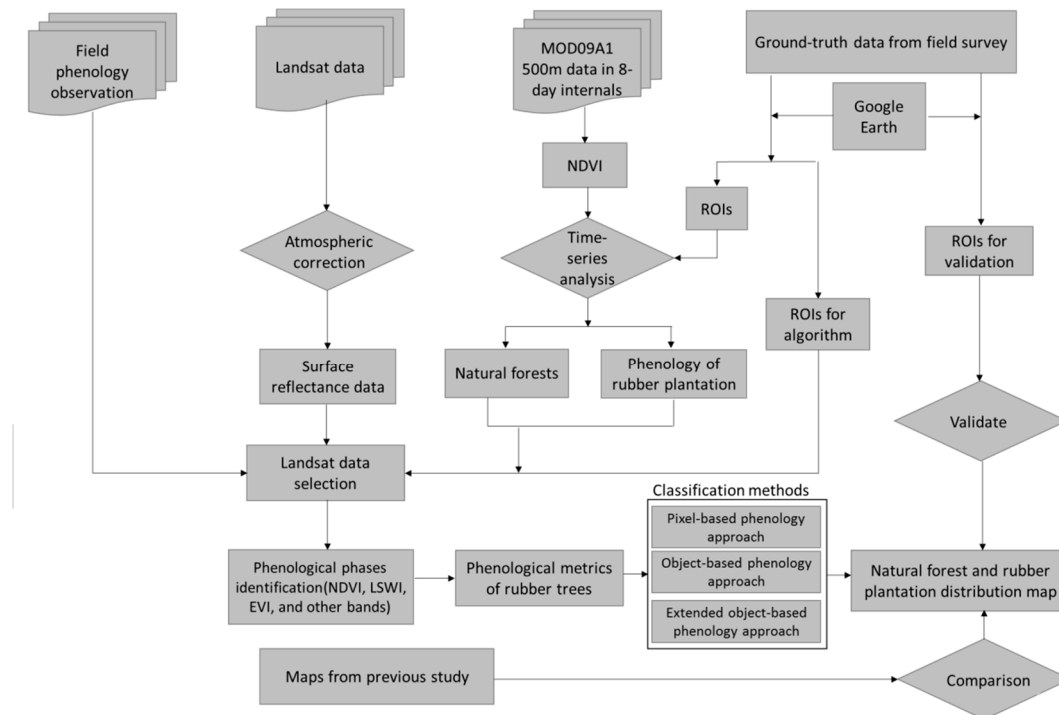 Field
phenology
observation
Landsat data
MOD09A1
500m data in 8-
day internals
Ground-truth data from field survey
Google
Earth
NDVI
ROIs
Atmospheric
correction
Time-
series
analysis
ROIs for
validation
ROIs for
algorithm
Surface
reflectance data
Natural forests
Phenology of
rubber plantation
Validate
Landsat data
selection
Classification methods
Pixel-based phenology
approach
Object-based phenology
approach
Extended object-based
phenology approach
Phenological phases
identification(NDVI, LSWI,
EVI, and other bands)
Phenological metrics
of rubber trees
Natural forest and rubber
plantation distribution map
Maps from previous study
Comparison